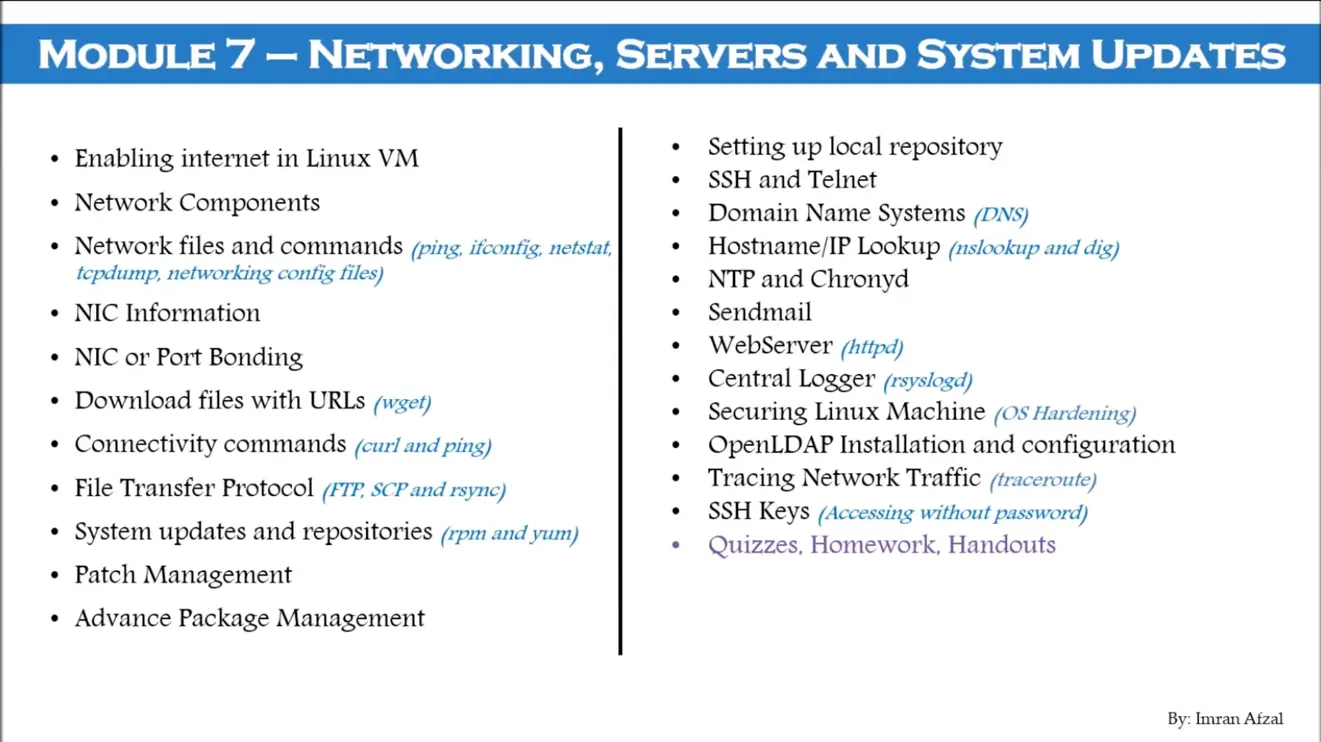 MODULE 7 – NETWORKING, SERVERS AND SYSTEM UPDATES
• Enabling internet in Linux VM
• Network Components
• Network files and commands (ping, ifconfig, netstat,
tcpdump, networking config files)
• NIC Information
• NIC or Port Bonding
• Download files with URLs (wget)
• Connectivity commands (curl and ping)
• File Transfer Protocol (FTP, SCP and rsync)
• System updates and repositories (rpm and yum)
• Patch Management
• Advance Package Management
• Setting up local repository
• SSH and Telnet
• Domain Name Systems (DNS)
• Hostname/IP Lookup (nslookup and dig)
• NTP and Chronyd
• Sendmail
• WebServer (httpd)
• Central Logger (rsyslogd)
• Securing Linux Machine (OS Hardening)
• OpenLDAP Installation and configuration
• Tracing Network Traffic (traceroute)
• SSH Keys (Accessing without password)
• Quizzes, Homework, Handouts
By: Imran Afzal